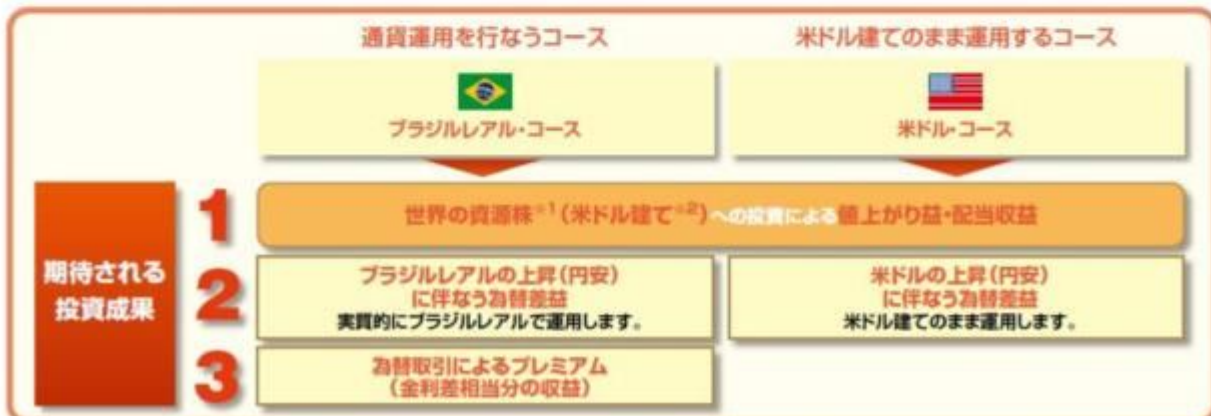 通貨運用を行なうコース
米ドル建てのまま運用するコース
ブラジルレアル・コース
米ドル・コース
期待される
投資成果
1
世界の資源株※1(米ドル建て※2)への投資による値上がり益・配当収益
2
ブラジルレアルの上昇(円安)
に伴なう為替差益
実質的にブラジルレアルで運用します。
米ドルの上昇(円安)
に伴なう為替差益
米ドル建てのまま運用します。
3
為替取引によるプレミアム
(金利差相当分の収益)